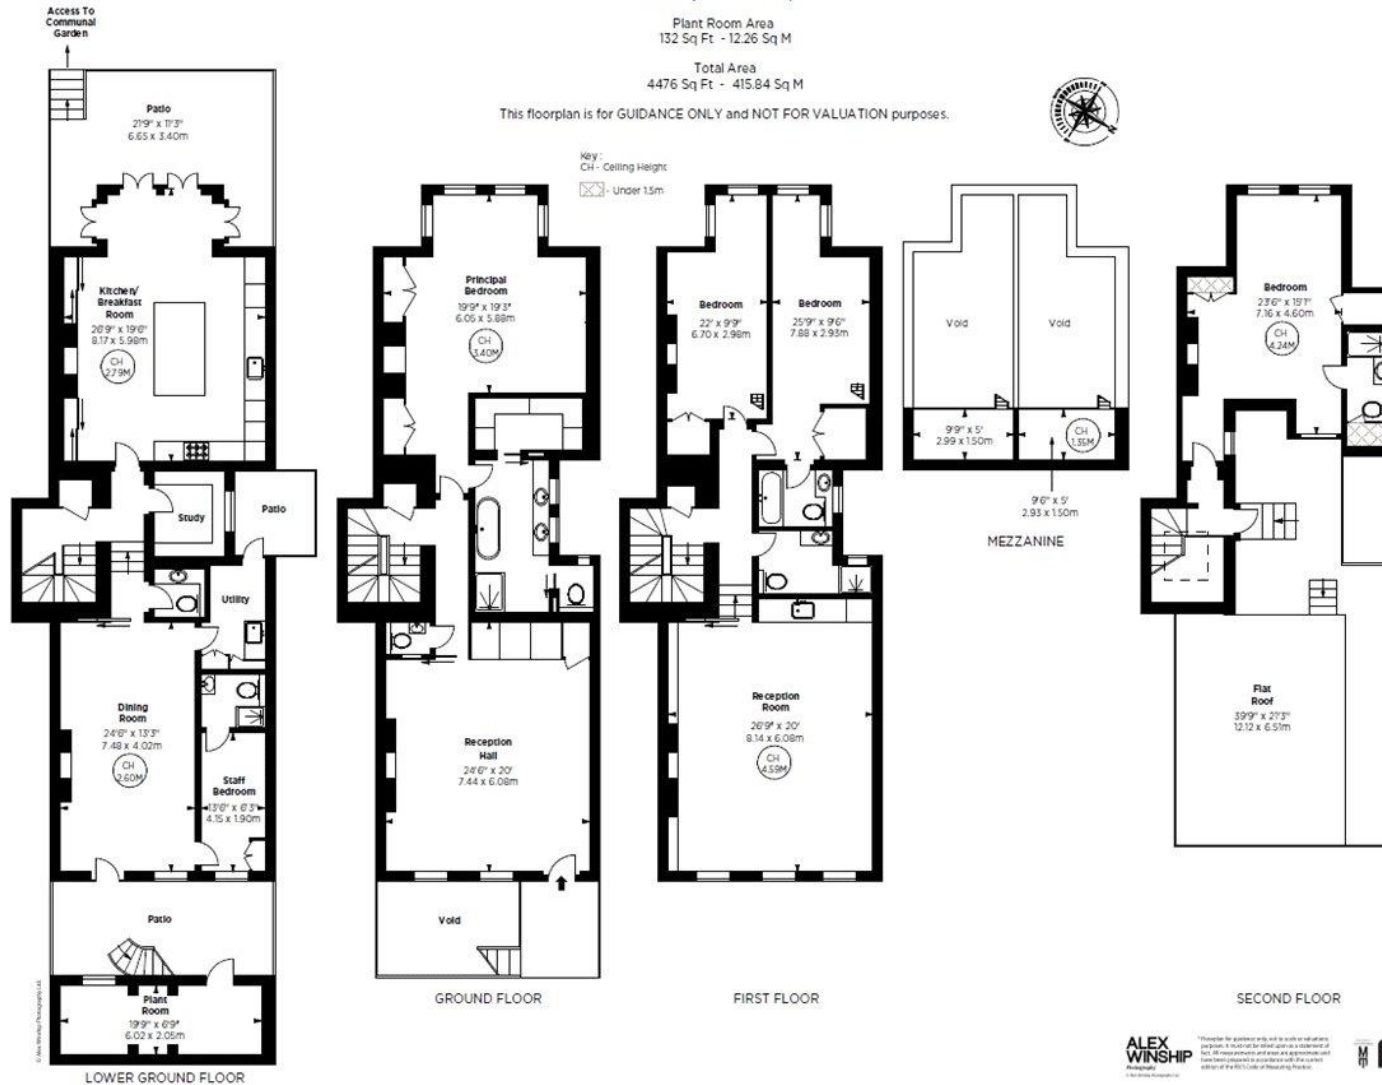 Access To
Communal
Garden
Plant Room Area
132 Sq Ft - 12.26 Sq M
Total Area
4476 Sq Ft - 415.84 Sq M
This floorplan is for GUIDANCE ONLY and NOT FOR VALUATION purposes.
Key :
CH - Ceiling Height
- Under 1.5m
N
Patio
21'9" x 11'3"
6.65 x 3.40m
Kitchen/
Breakfast
Room
26'9" x 19'6"
8.17 x 5.98m
CH
2.79M
Study
Patio
Utility
Dining
Room
24'6" x 13'3"
7.48 x 4.02m
CH
2.60M
Staff
Bedroom
13'6" x 6'3"
4.15 x 1.90m
Patio
Plant
Room
19'9" x 6'9"
6.02 x 2.05m
LOWER GROUND FLOOR
Principal
Bedroom
19'9" x 19'3"
6.05 x 5.88m
CH
3.40M
Reception
Hall
24'6" x 20'
7.44 x 6.08m
Void
GROUND FLOOR
Bedroom
22' x 9'9"
6.70 x 2.98m
Bedroom
25'9" x 9'6"
7.88 x 2.93m
Reception
Room
26'9" x 20'
8.14 x 6.08m
CH
4.59M
FIRST FLOOR
Void
Void
9'9" x 5'
2.99 x 1.50m
CH
1.35M
9'6" x 5'
2.93 x 1.50m
MEZZANINE
Bedroom
23'6" x 15'1"
7.16 x 4.60m
CH
4.24M
Flat
Roof
39'9" x 21'3"
12.12 x 6.51m
SECOND FLOOR
ALEX
WINSHIP
Photography
© Alex Winship Photography Ltd